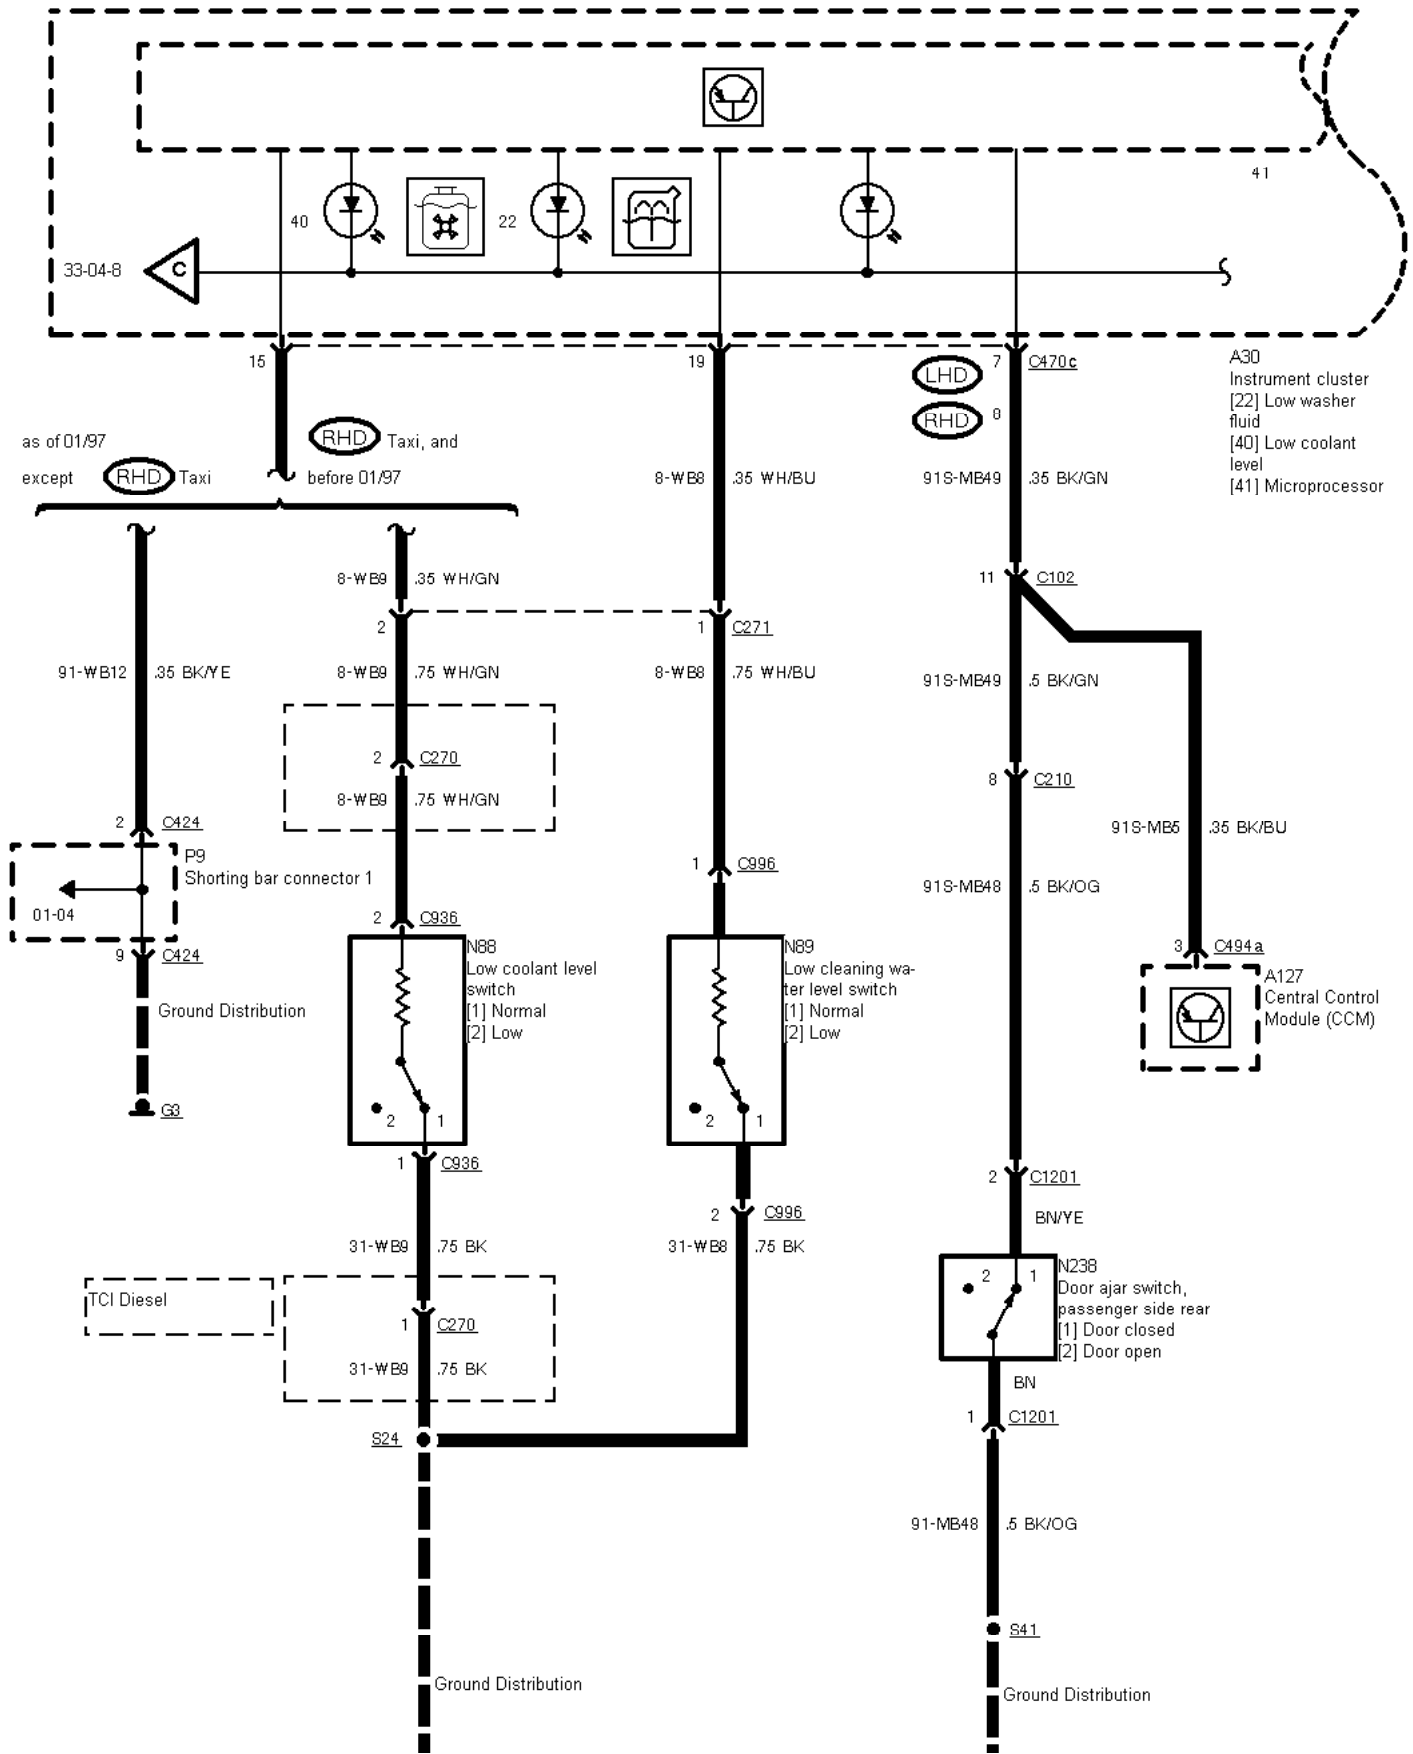 41
40
22
33-04-8
C
15
19
LHD
7
C470c
RHD
8
A30
Instrument cluster
[22] Low washer
fluid
[40] Low coolant
level
[41] Microprocessor
as of 01/97
except
RHD
Taxi
RHD
Taxi, and
before 01/97
8-WB8
.35 WH/BU
91S-MB49
.35 BK/GN
8-WB9
.35 WH/GN
11
C102
2
1
C271
91-WB12
.35 BK/YE
8-WB9
.75 WH/GN
8-WB8
.75 WH/BU
91S-MB49
.5 BK/GN
2
C270
8
C210
8-WB9
.75 WH/GN
2
C424
91S-MB5
.35 BK/BU
P9
Shorting bar connector 1
1
C996
91S-MB48
.5 BK/OG
01-04
2
C936
9
C424
N88
Low coolant level
switch
[1] Normal
[2] Low
N89
Low cleaning wa-
ter level switch
[1] Normal
[2] Low
3
C494a
A127
Central Control
Module (CCM)
Ground Distribution
G3
2
1
2
1
1
C936
2
C1201
2
C996
BN/YE
31-WB9
.75 BK
31-WB8
.75 BK
2
1
N238
Door ajar switch,
passenger side rear
[1] Door closed
[2] Door open
TCI Diesel
1
C270
31-WB9
.75 BK
BN
1
C1201
S24
91-MB48
.5 BK/OG
S41
Ground Distribution
Ground Distribution